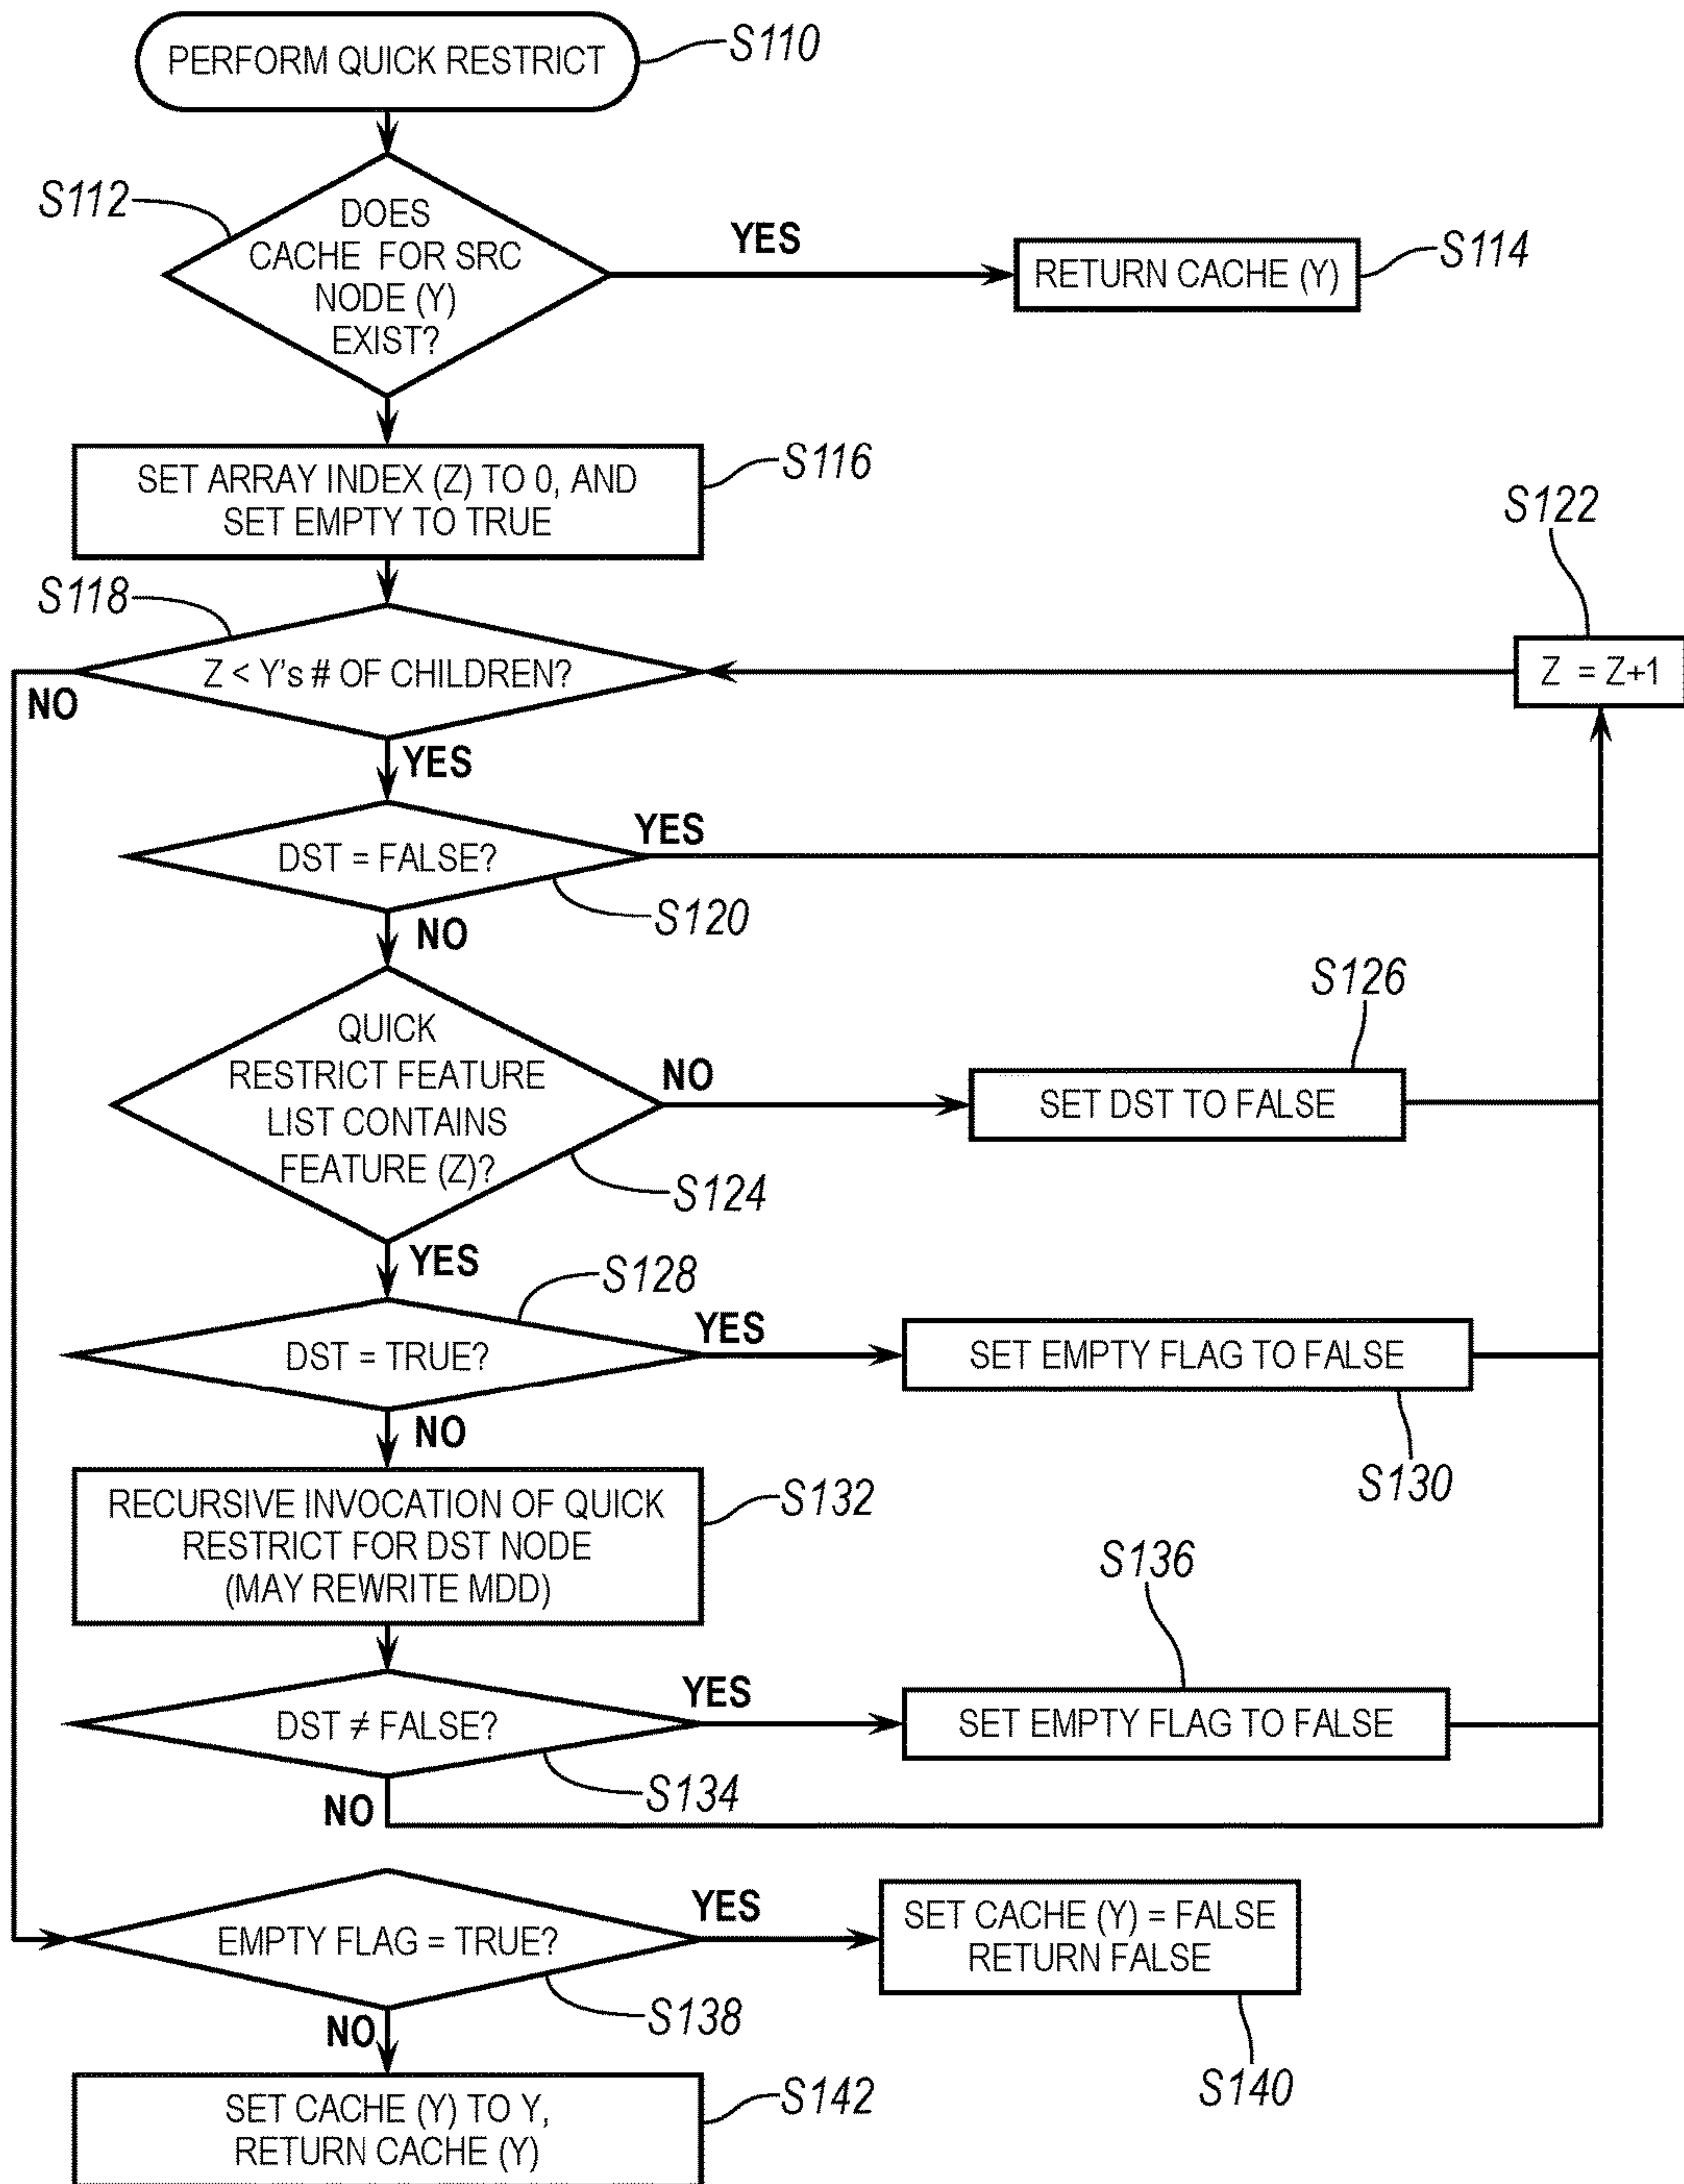 PERFORM QUICK RESTRICT
S110
S112
DOES
CACHE FOR SRC
NODE (Y)
EXIST?
YES
RETURN CACHE (Y)
S114
SET ARRAY INDEX (Z) TO 0, AND
SET EMPTY TO TRUE
S116
S122
S118
Z < Y's # OF CHILDREN?
Z = Z+1
NO
YES
DST = FALSE?
YES
S120
NO
S126
QUICK
RESTRICT FEATURE
LIST CONTAINS
FEATURE (Z)?
NO
SET DST TO FALSE
S124
YES
S128
DST = TRUE?
YES
SET EMPTY FLAG TO FALSE
NO
S130
RECURSIVE INVOCATION OF QUICK
RESTRICT FOR DST NODE
(MAY REWRITE MDD)
S132
S136
DST ≠ FALSE?
YES
SET EMPTY FLAG TO FALSE
S134
NO
EMPTY FLAG = TRUE?
YES
SET CACHE (Y) = FALSE
RETURN FALSE
S138
NO
S140
SET CACHE (Y) TO Y,
RETURN CACHE (Y)
S142